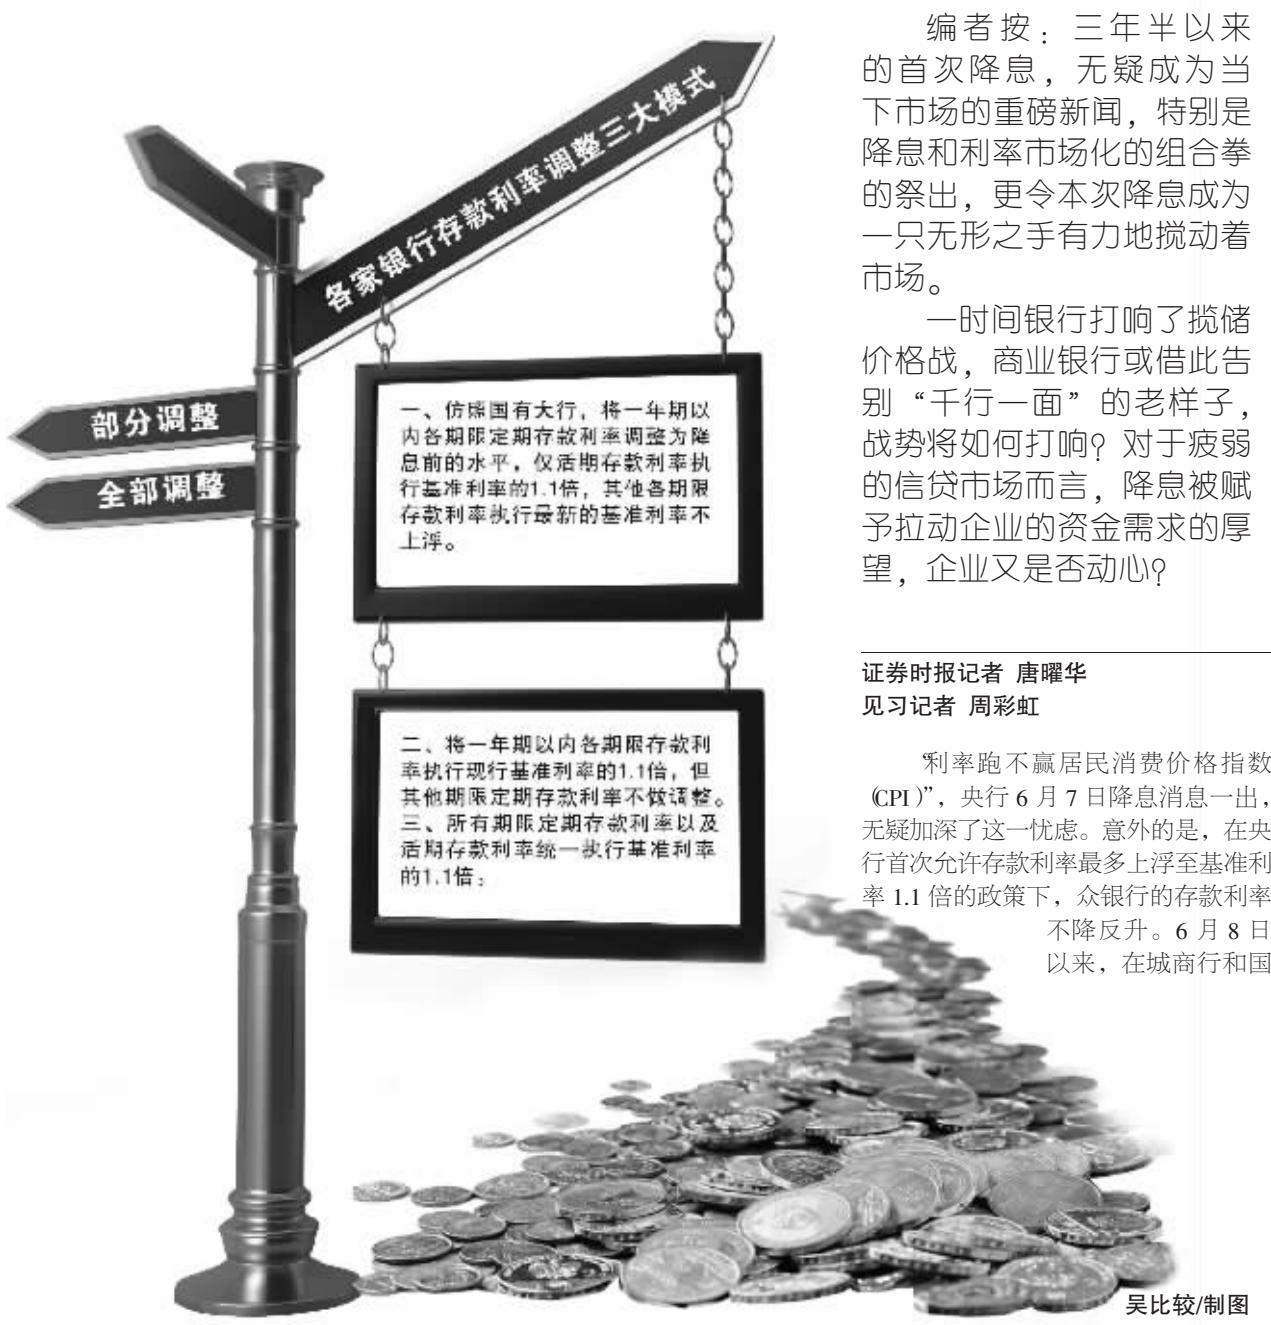 各家银行存款利率调整三大模式
部分调整
全部调整
一、仿照国有大行，将一年期以
内各期限定期存款利率调整为降
息前的水平，仅活期存款利率执
行基准利率的1.1倍，其他各期限
存款利率执行最新的基准利率不
上浮。
二、将一年期以内各期限存款利
率执行现行基准利率的1.1倍，但
其他期限定期存款利率不做调整。
三、所有期限定期存款利率以及
活期存款利率统一执行基准利率
的1.1倍；
吴比较/制图
编者按：三年半以来
的首次降息，无疑成为当
下市场的重磅新闻，特别是
降息和利率市场化的组合拳
的祭出，更令本次降息成为
一只无形之手有力地搅动着
市场。
一时间银行打响了揽储
价格战，商业银行或借此告
别“千行一面”的老样子，
战势将如何打响？对于疲弱
的信贷市场而言，降息被赋
予拉动企业的资金需求的厚
望，企业又是否动心？
证券时报记者 唐曜华
见习记者 周彩虹
“利率跑不赢居民消费价格指数
（CPI）”，央行 6 月 7 日降息消息一出，
无疑加深了这一忧虑。意外的是，在央
行首次允许存款利率最多上浮至基准利
率 1.1 倍的政策下，众银行的存款利率
不降反升。6 月 8 日
以来，在城商行和国